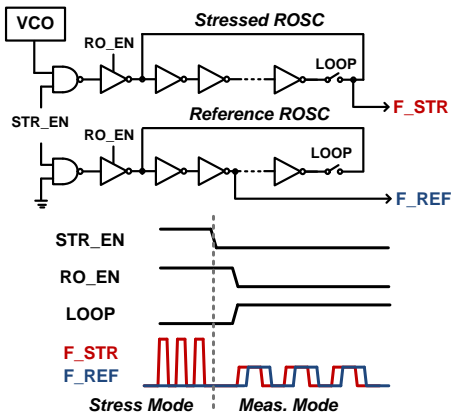 VCO
Stressed ROSC
RO_EN
LOOP
F_STR
STR_EN
Reference ROSC
RO_EN
LOOP
F_REF
STR_EN
RO_EN
LOOP
F_STR
F_REF
Stress Mode
Meas. Mode